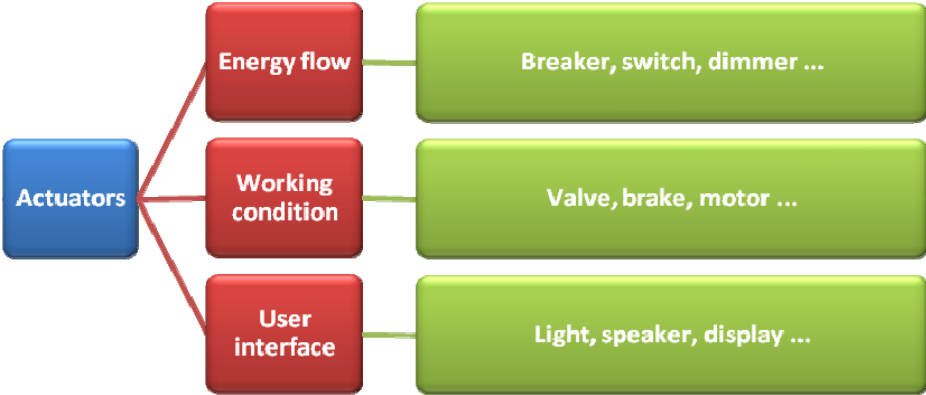 Energy flow
Breaker, switch, dimmer ...
Actuators
Working
condition
Valve, brake, motor ...
User
interface
Light, speaker, display ...